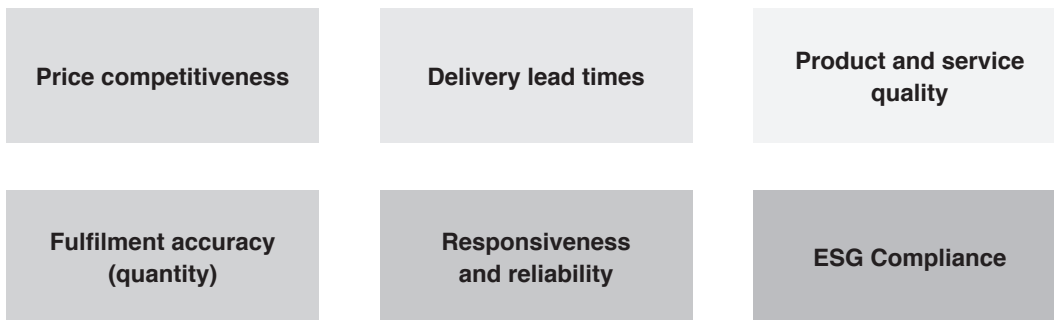 Price competitiveness
Delivery lead times
Product and service
quality
Fulfilment accuracy
(quantity)
Responsiveness
and reliability
ESG Compliance